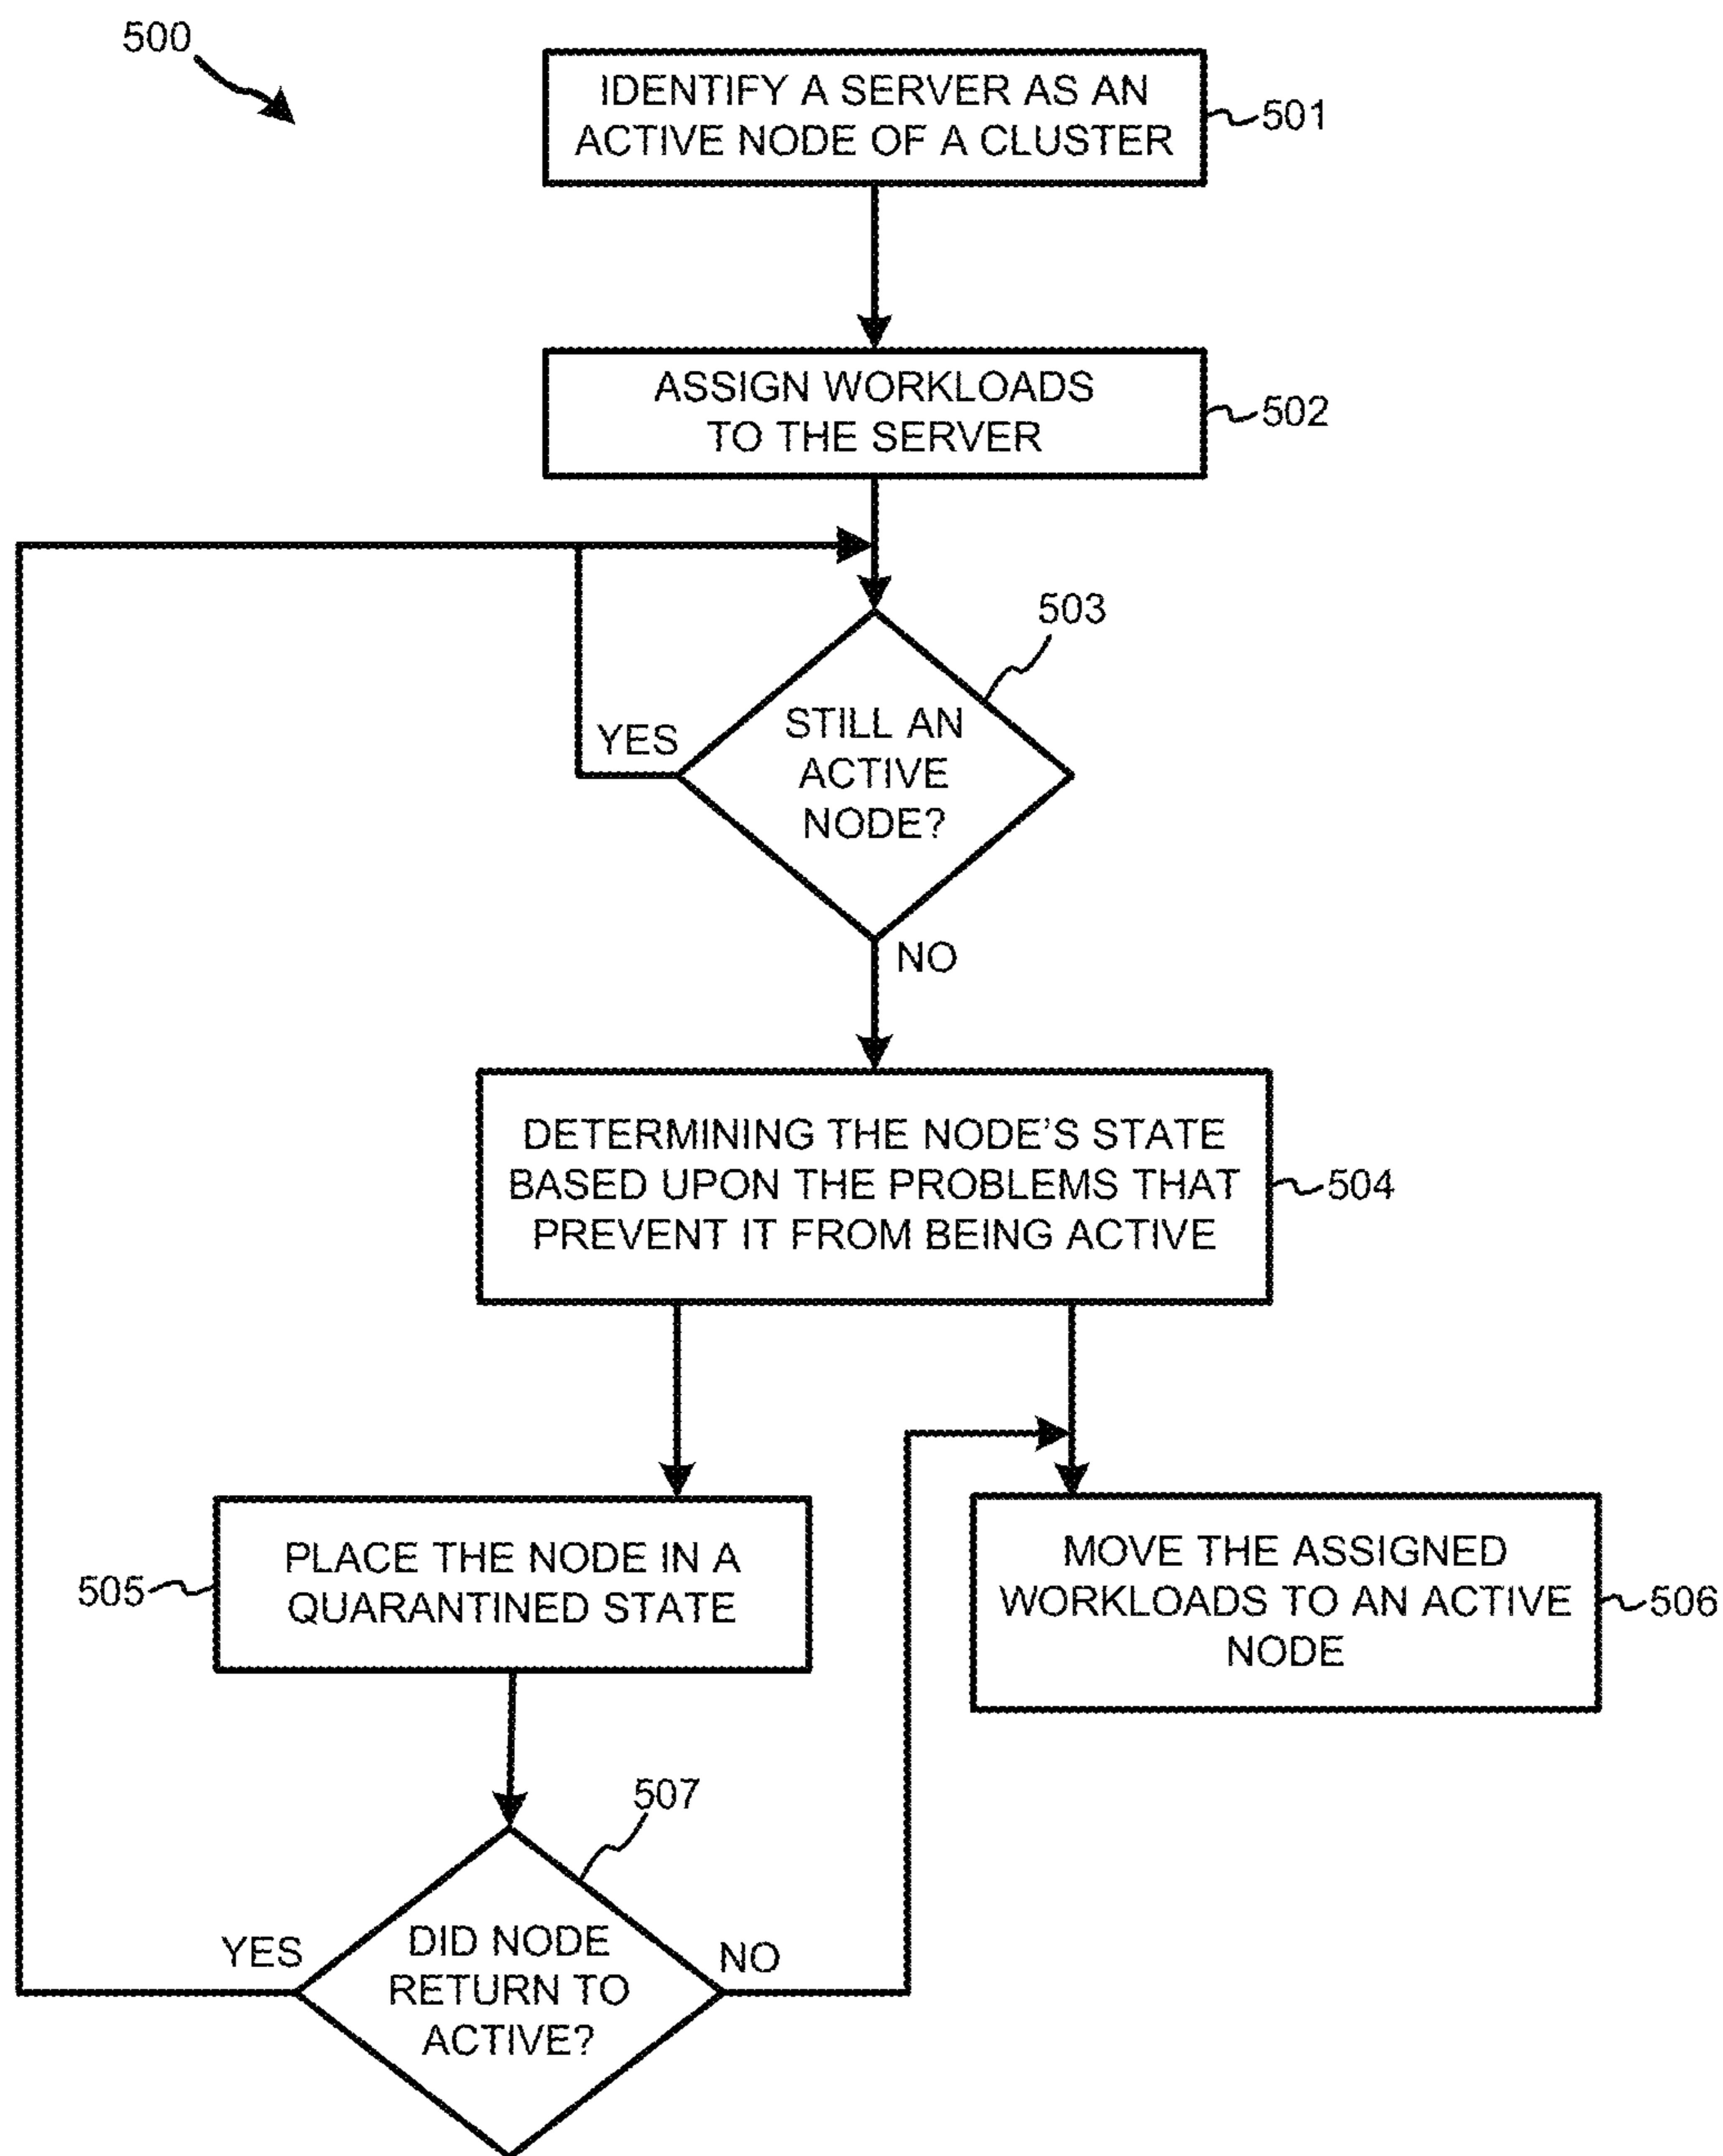 500
IDENTIFY A SERVER AS AN
ACTIVE NODE OF A CLUSTER
501
ASSIGN WORKLOADS
TO THE SERVER
502
503
STILL AN
ACTIVE
NODE?
YES
NO
DETERMINING THE NODE'S STATE
BASED UPON THE PROBLEMS THAT
PREVENT IT FROM BEING ACTIVE
504
PLACE THE NODE IN A
QUARANTINED STATE
505
MOVE THE ASSIGNED
WORKLOADS TO AN ACTIVE
NODE
506
507
DID NODE
RETURN TO
ACTIVE?
YES
NO